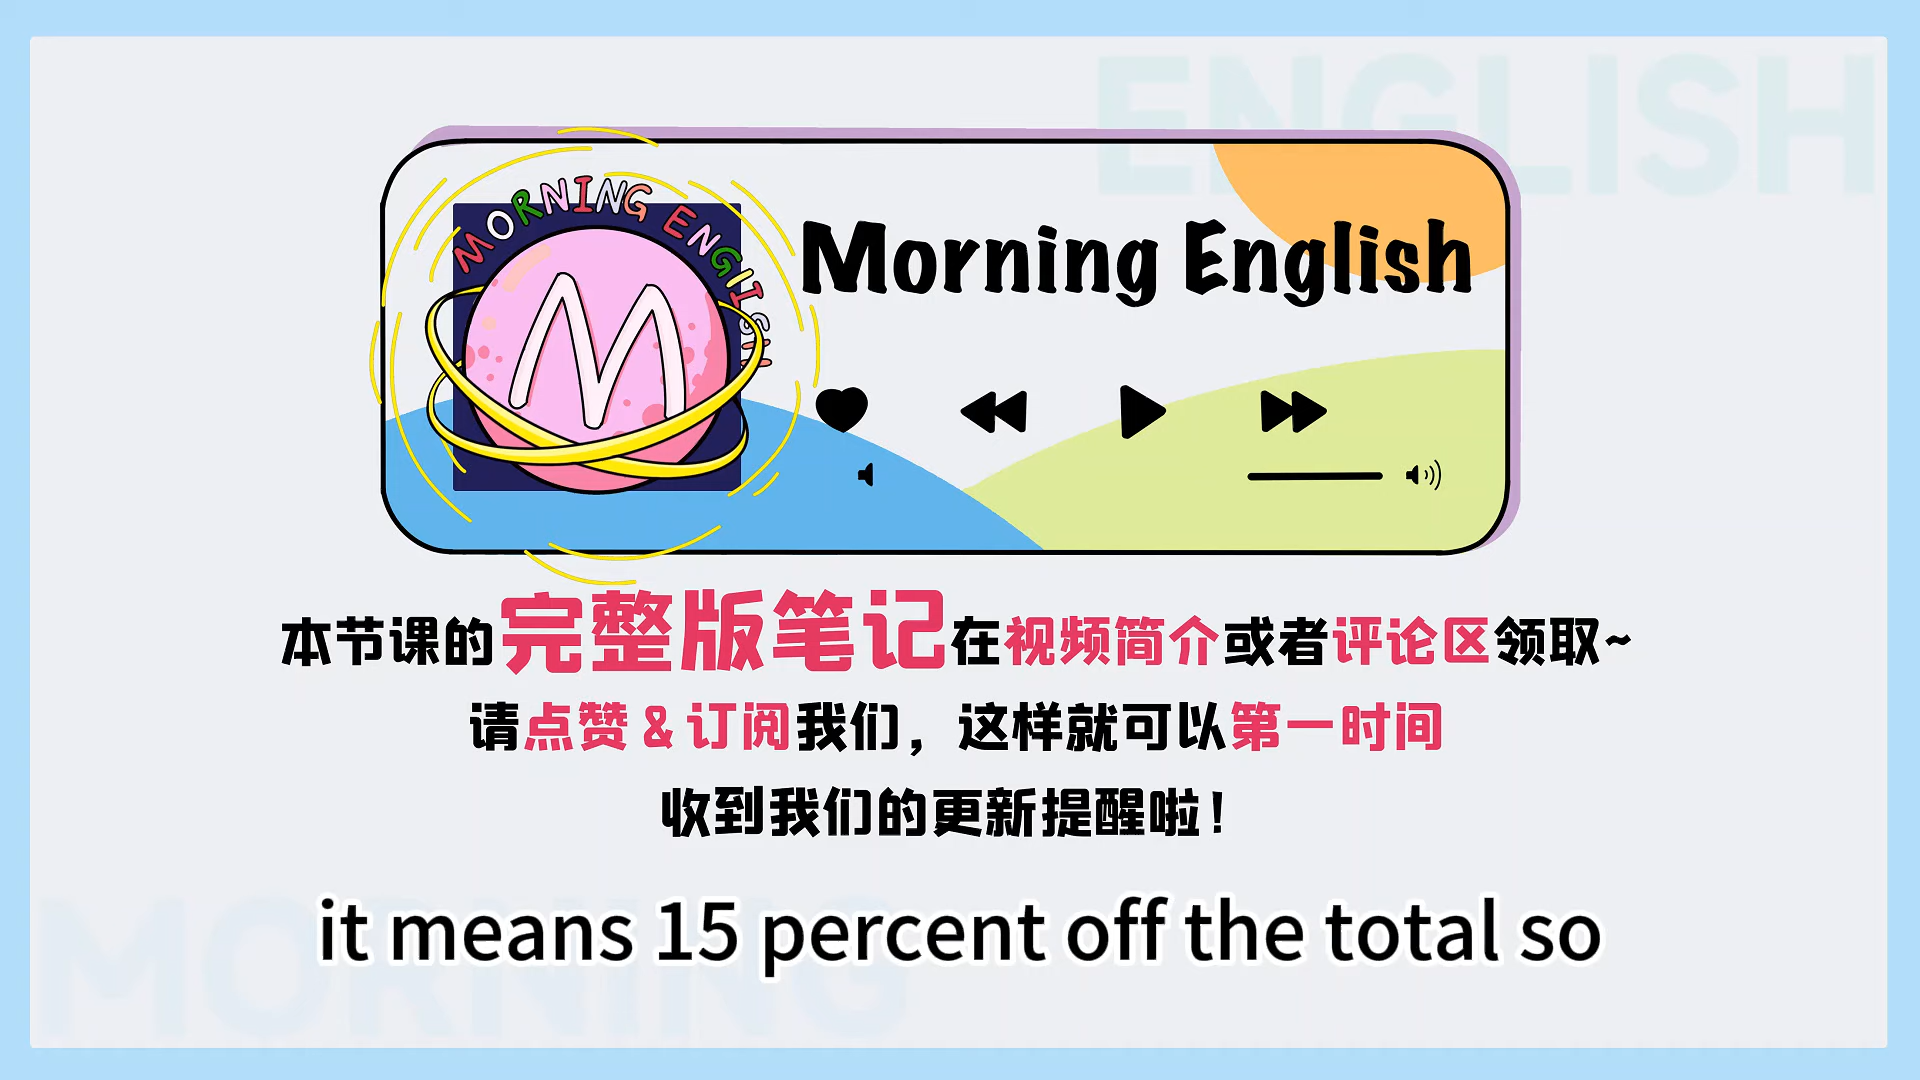 ENGLISH
MORNING ENGLISH
M
Morning English
本节课的完整版笔记在视频简介或者评论区领取~
请点赞&订阅我们，这样就可以第一时间
收到我们的更新提醒啦！
MORNING
it means 15 percent off the total so